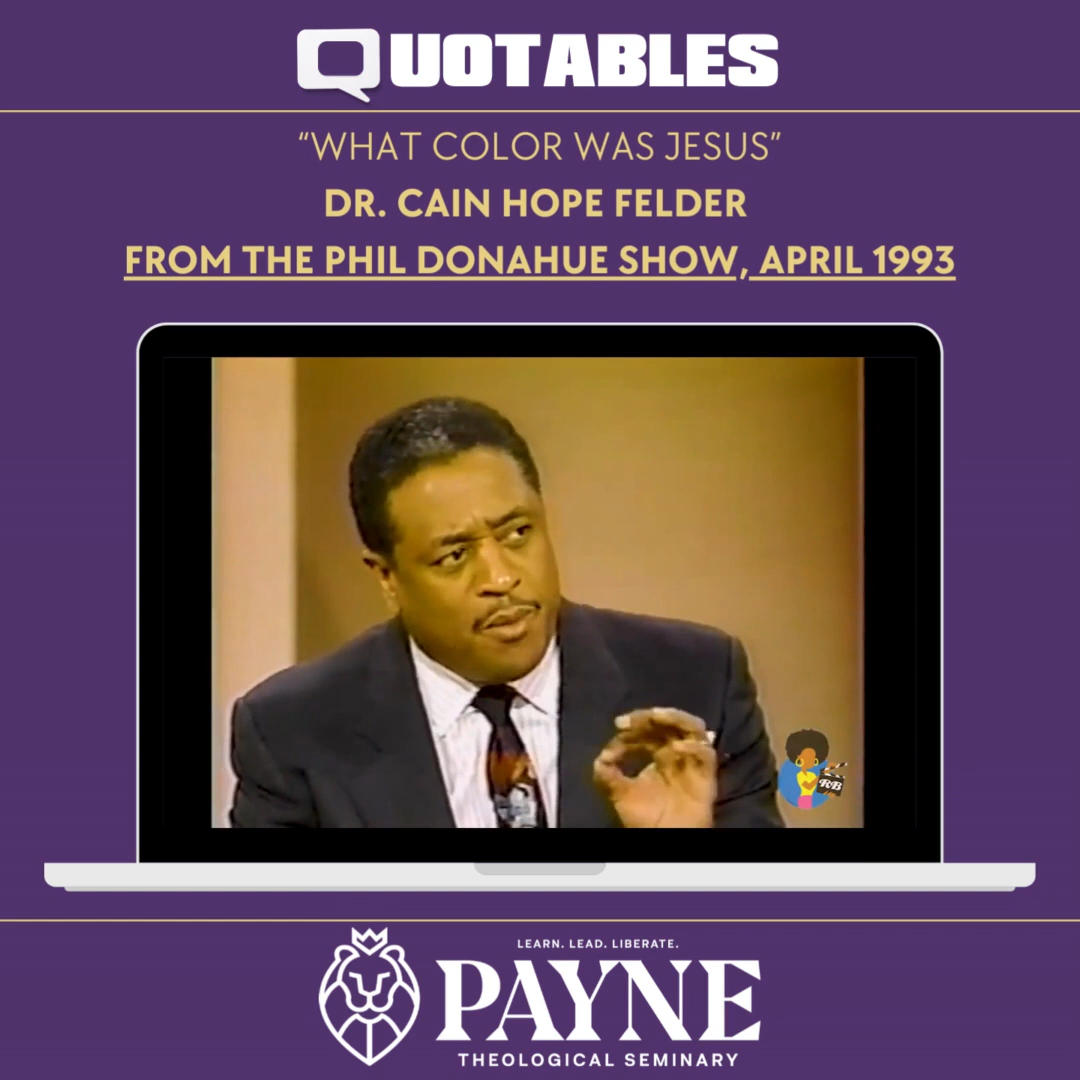 QUOTABLES
“WHAT COLOR WAS JESUS”
DR. CAIN HOPE FELDER
FROM THE PHIL DONAHUE SHOW, APRIL 1993
RB
LEARN. LEAD. LIBERATE.
PAYNE
THEOLOGICAL SEMINARY